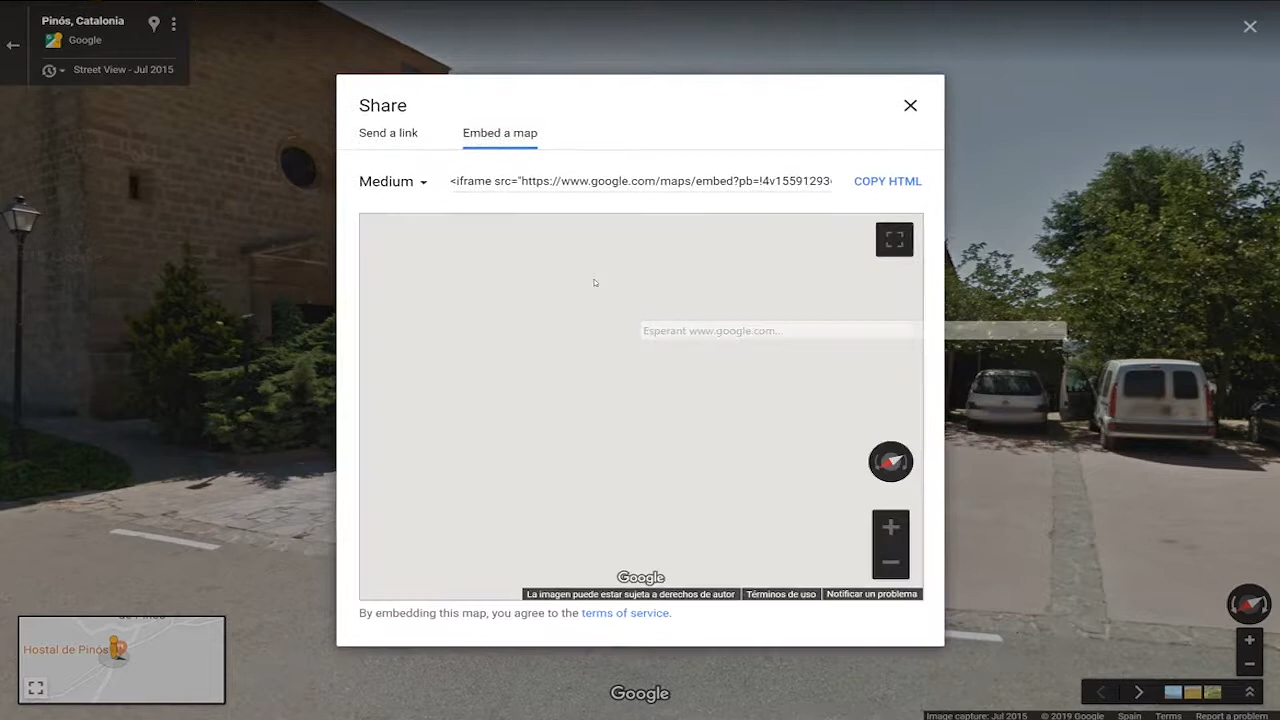 Pinós, Catalonia
Google
Street View - Jul 2015
Share
Send a link
Embed a map
Medium
<iframe src="https://www.google.com/maps/embed?pb=!4v15591293
COPY HTML
Esperant www.google.com...
Google
La imagen puede estar sujeta a derechos de autor
Términos de uso
Notificar un problema
By embedding this map, you agree to the terms of service.
Hostal de Pinós
Google
Image capture: Jul 2015
© 2019 Google
Spain
Terms
Report a problem